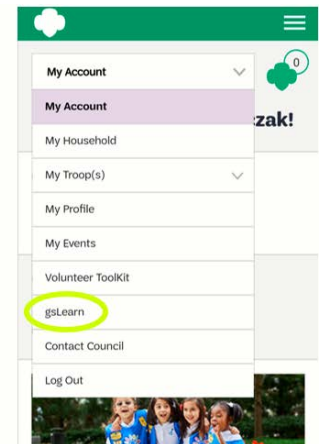 0
My Account
zak!
My Account
My Household
My Troop(s)
My Profile
My Events
Volunteer ToolKit
gsLearn
Contact Council
Log Out